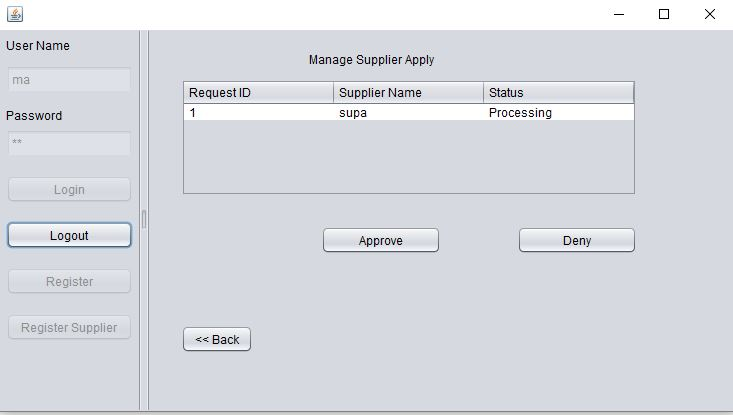 User Name
ma
Password
**
Login
Logout
Register
Register Supplier
Manage Supplier Apply
Request ID Supplier Name Status
1 supa Processing
Approve Deny
<< Back